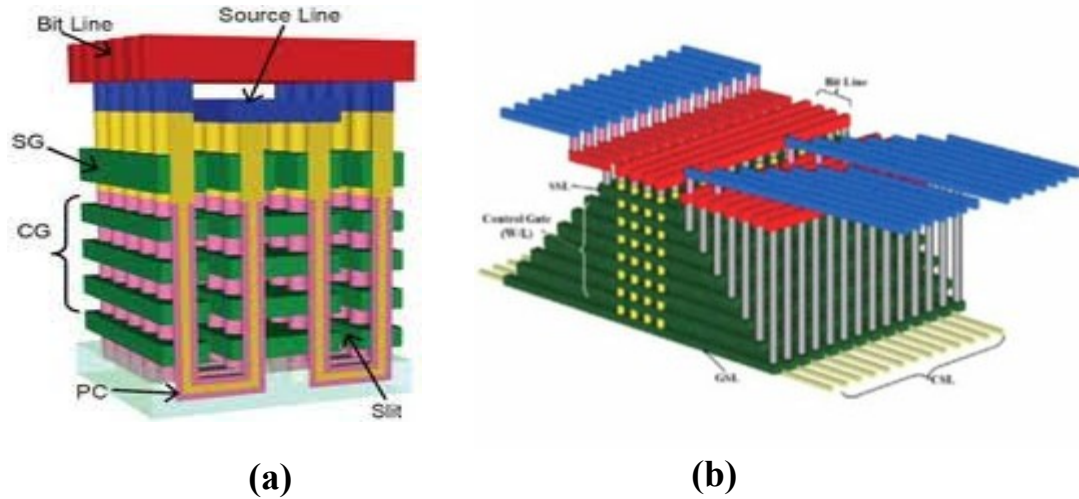 Source Line
Bit Line
SG
CG
PC
Slit
Bit Line
SSL
Control Gate
(W/L)
GSL
CSL
(a)
(b)